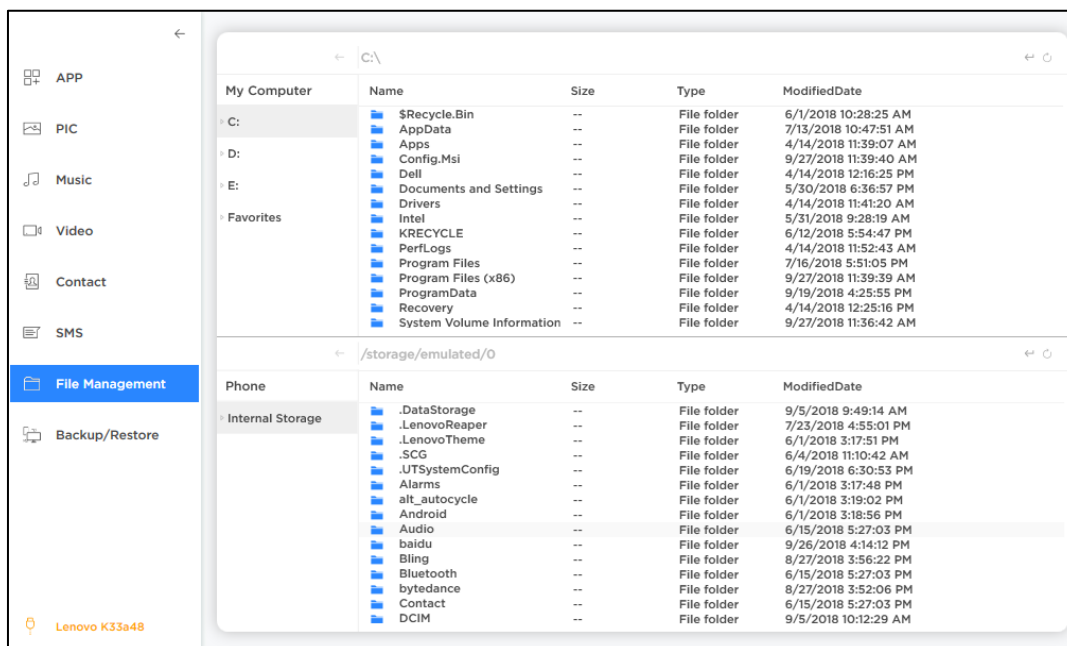 APP
PIC
Music
Video
Contact
SMS
File Management
Backup/Restore
Lenovo K33a48
C:\
My Computer Name Size Type ModifiedDate
C:
D:
E:
Favorites
$Recycle.Bin -- File folder 6/1/2018 10:28:25 AM
AppData -- File folder 7/13/2018 10:47:51 AM
Apps -- File folder 4/14/2018 11:39:07 AM
Config.Msi -- File folder 9/27/2018 11:39:40 AM
Dell -- File folder 4/14/2018 12:16:25 PM
Documents and Settings -- File folder 5/30/2018 6:36:57 PM
Drivers -- File folder 4/14/2018 11:41:20 AM
Intel -- File folder 5/31/2018 9:28:19 AM
KRECYCLE -- File folder 6/12/2018 5:54:47 PM
PerfLogs -- File folder 4/14/2018 11:52:43 AM
Program Files -- File folder 7/16/2018 5:51:05 PM
Program Files (x86) -- File folder 9/27/2018 11:39:39 AM
ProgramData -- File folder 9/19/2018 4:25:55 PM
Recovery -- File folder 4/14/2018 12:25:16 PM
System Volume Information -- File folder 9/27/2018 11:36:42 AM
/storage/emulated/0
Phone Name Size Type ModifiedDate
Internal Storage
.DataStorage -- File folder 9/5/2018 9:49:14 AM
.LenovoReaper -- File folder 7/23/2018 4:55:01 PM
.LenovoTheme -- File folder 6/1/2018 3:17:51 PM
.SCG -- File folder 6/4/2018 11:10:42 AM
.UTSystemConfig -- File folder 6/19/2018 6:30:53 PM
Alarms -- File folder 6/1/2018 3:17:48 PM
alt_autocycle -- File folder 6/1/2018 3:19:02 PM
Android -- File folder 6/1/2018 3:18:56 PM
Audio -- File folder 6/15/2018 5:27:03 PM
baidu -- File folder 9/26/2018 4:14:12 PM
Bling -- File folder 8/27/2018 3:56:22 PM
Bluetooth -- File folder 6/15/2018 5:27:03 PM
bytedance -- File folder 8/27/2018 3:52:06 PM
Contact -- File folder 6/15/2018 5:27:03 PM
DCIM -- File folder 9/5/2018 10:12:29 AM